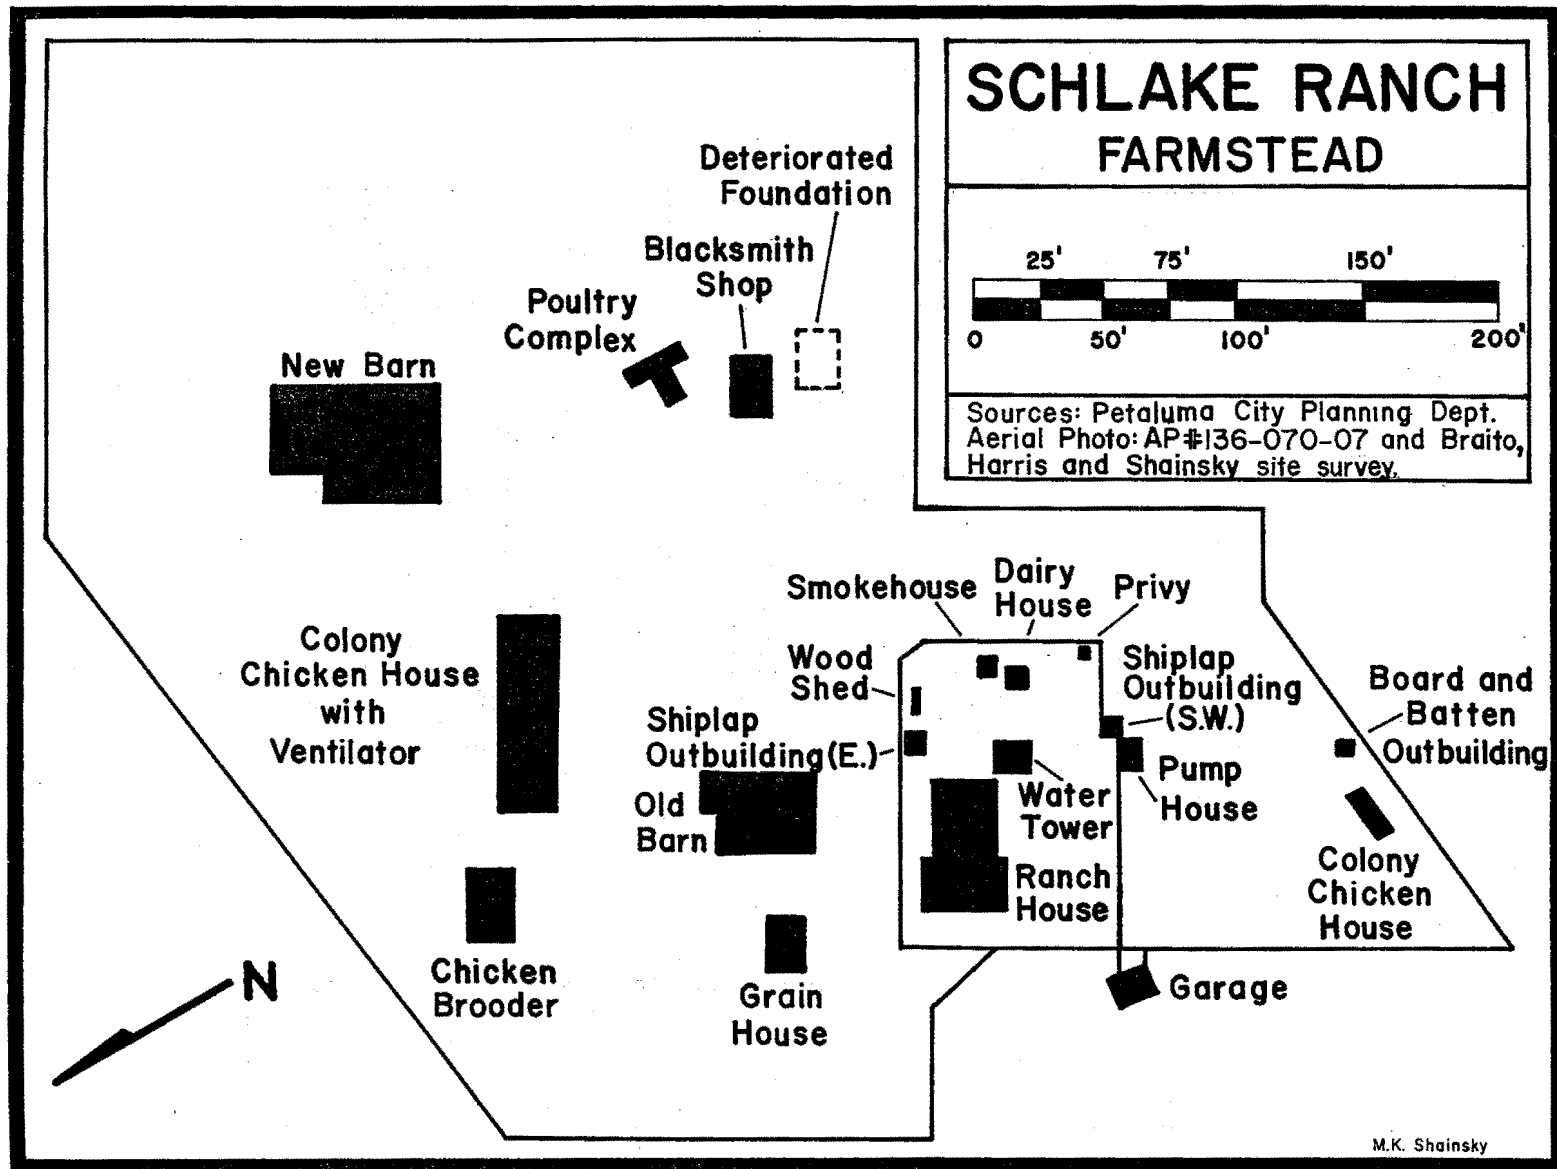 SCHLAKE RANCH
FARMSTEAD
25' 75' 150'
0 50' 100' 200'
Sources: Petaluma City Planning Dept.
Aerial Photo: AP#136-070-07 and Braito,
Harris and Shainsky site survey.
Deteriorated
Foundation
Blacksmith
Shop
Poultry
Complex
New Barn
Smokehouse
Dairy
House
Privy
Wood
Shed
Shiplap
Outbuilding
(S.W.)
Board and
Batten
Outbuilding
Colony
Chicken House
with
Ventilator
Shiplap
Outbuilding (E.)
Old
Barn
Water
Tower
Pump
House
Ranch
House
Colony
Chicken
House
Chicken
Brooder
Grain
House
Garage
N
M.K. Shainsky